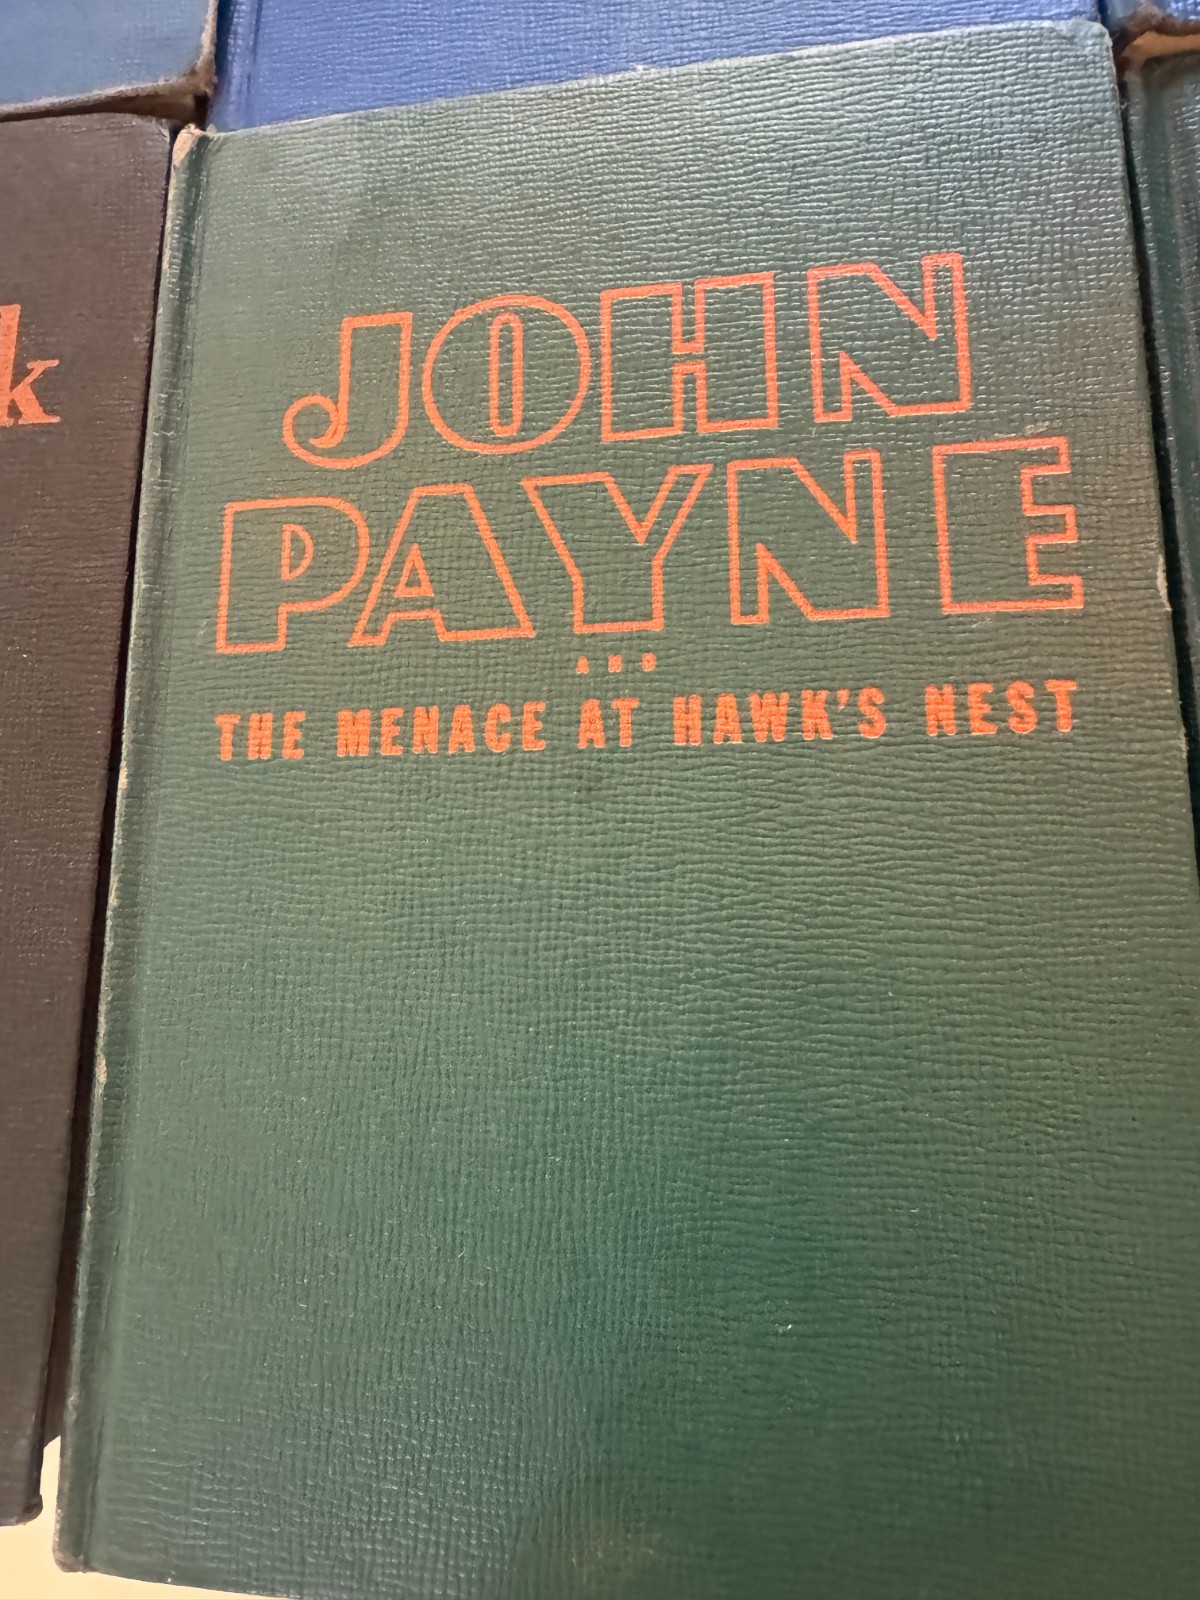 k
JOHN
PAYNE
AND
THE MENACE AT HAWK'S NEST